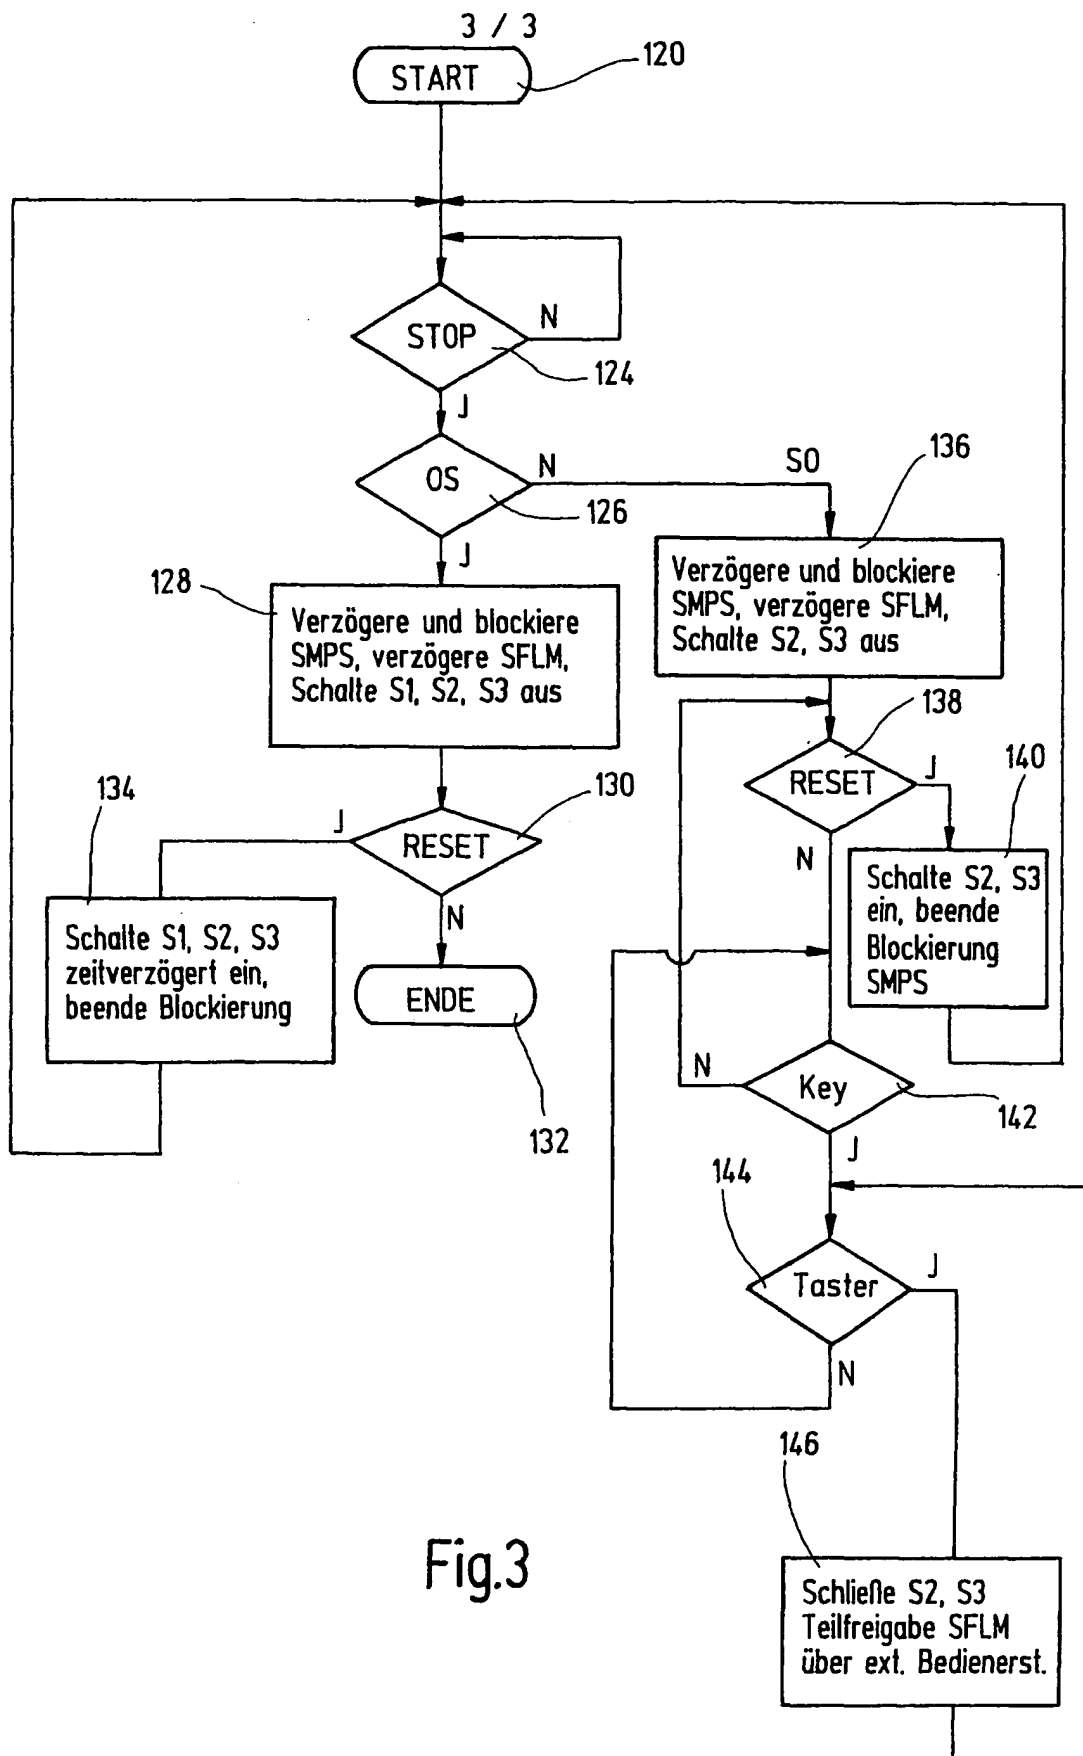 3 / 3
START
120
STOP
N
124
J
OS
N
SO
126
136
J
128
Verzögere und blockiere
SMPS, verzögere SFLM,
Schalte S1, S2, S3 aus
Verzögere und blockiere
SMPS, verzögere SFLM,
Schalte S2, S3 aus
138
RESET
J
140
N
134
J
RESET
130
N
Schalte S2, S3
ein, beende
Blockierung
SMPS
Schalte S1, S2, S3
zeitverzögert ein,
beende Blockierung
ENDE
132
N
Key
142
J
144
Taster
J
N
146
Fig.3
Schließe S2, S3
Teilfreigabe SFLM
über ext. Bedienerst.